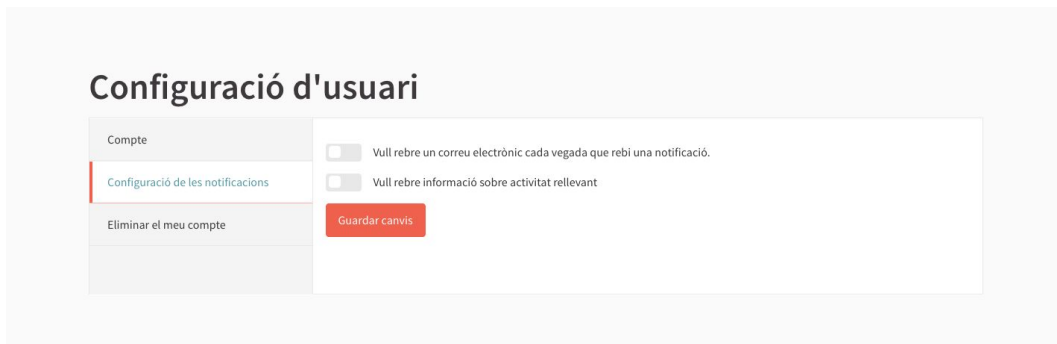 Configuració d'usuari
Compte
Configuració de les notificacions
Eliminar el meu compte
Vull rebre un correu electrònic cada vegada que rebi una notificació.
Vull rebre informació sobre activitat rellevant
Guardar canvis